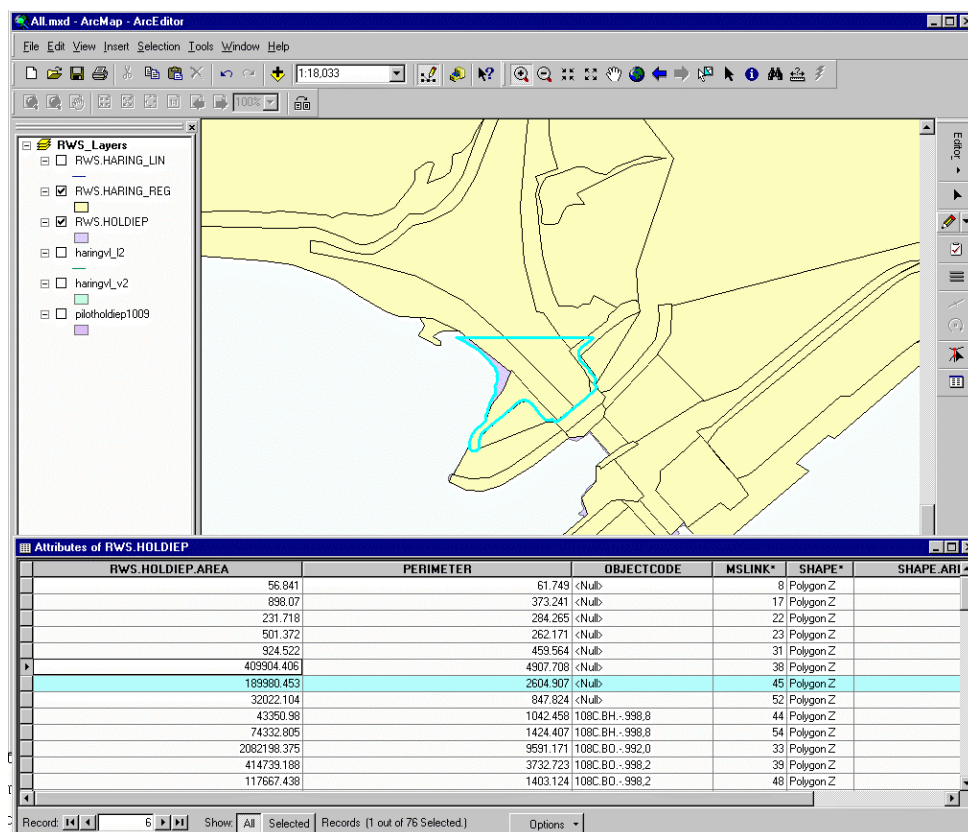 All.mxd - ArcMap - ArcEditor
File Edit View Insert Selection Tools Window Help
1:18,033
100%
RWS_Layers
RWS.HARING_LIN
RWS.HARING_REG
RWS.HOLDIEP
haringvl_l2
haringvl_v2
pilotholdiep1009
Editor
Attributes of RWS.HOLDIEP
RWS.HOLDIEP.AREA PERIMETER OBJECTCODE MSLINK* SHAPE* SHAPE.ARI
56.841 61.749 <Null> 8 Polygon Z
898.07 373.241 <Null> 17 Polygon Z
231.718 284.265 <Null> 22 Polygon Z
501.372 262.171 <Null> 23 Polygon Z
924.522 459.564 <Null> 31 Polygon Z
409904.406 4907.708 <Null> 38 Polygon Z
189980.453 2604.907 <Null> 45 Polygon Z
32022.104 847.824 <Null> 52 Polygon Z
43350.98 1042.458 108C.BH.-.998,8 44 Polygon Z
74332.805 1424.407 108C.BH.-.998,8 54 Polygon Z
2082198.375 9591.171 108C.BO.-.992,0 33 Polygon Z
414739.188 3732.723 108C.BO.-.998,2 39 Polygon Z
117667.438 1403.124 108C.BO.-.998,2 48 Polygon Z
Record: 6 Show: All Selected Records (1 out of 76 Selected.) Options